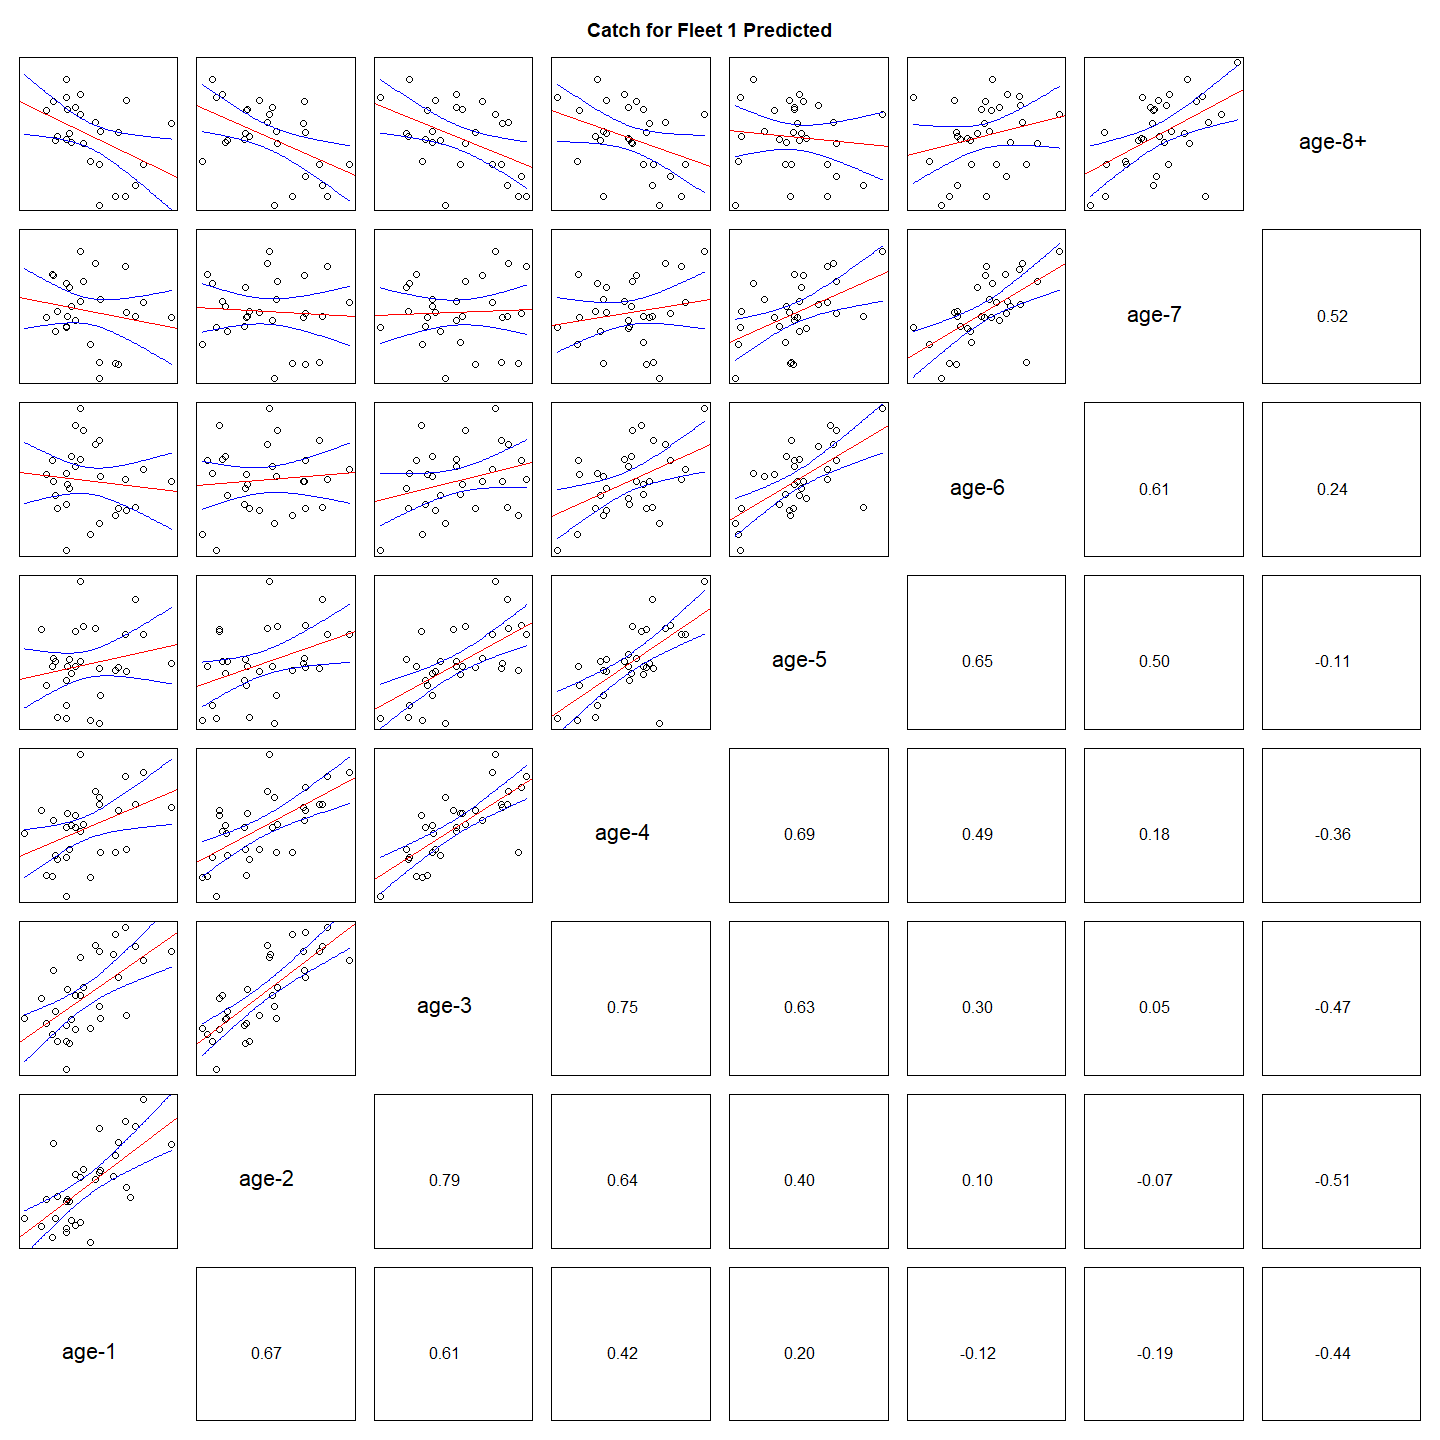 Catch for Fleet 1 Predicted
age-8+
age-7 0.52
age-6 0.61 0.24
age-5 0.65 0.50 -0.11
age-4 0.69 0.49 0.18 -0.36
age-3 0.75 0.63 0.30 0.05 -0.47
age-2 0.79 0.64 0.40 0.10 -0.07 -0.51
age-1 0.67 0.61 0.42 0.20 -0.12 -0.19 -0.44